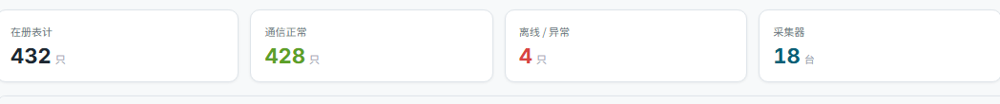 在册表计
432 只
通信正常
428 只
离线 / 异常
4 只
采集器
18 台